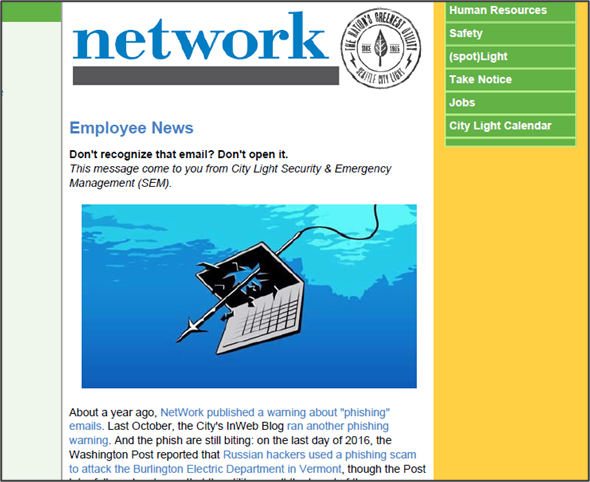 network
THE NATION'S GREENEST UTILITY
SINCE 1905
SEATTLE CITY LIGHT
Human Resources
Safety
(spot)Light
Take Notice
Jobs
City Light Calendar
Employee News
Don't recognize that email? Don't open it.
This message come to you from City Light Security & Emergency
Management (SEM).
About a year ago, NetWork published a warning about "phishing"
emails. Last October, the City's InWeb Blog ran another phishing
warning. And the phish are still biting: on the last day of 2016, the
Washington Post reported that Russian hackers used a phishing scam
to attack the Burlington Electric Department in Vermont, though the Post